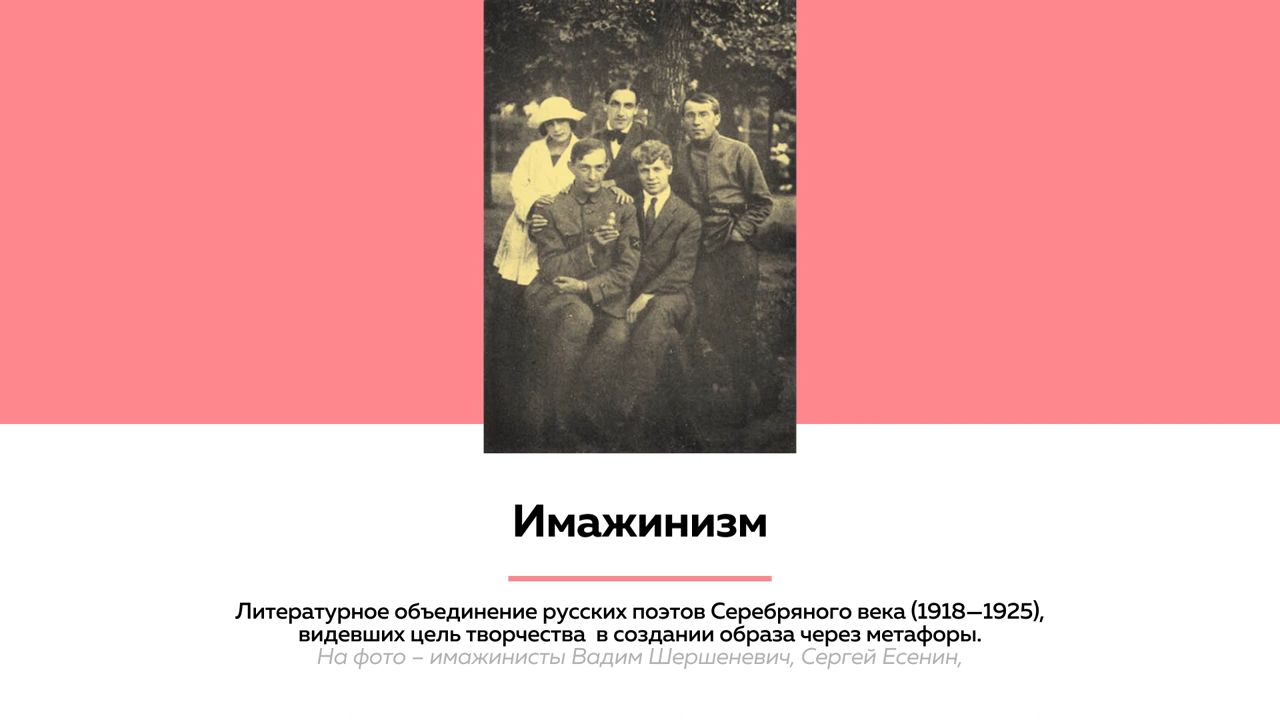 Имажинизм
Литературное объединение русских поэтов Серебряного века (1918—1925),
видевших цель творчества  в создании образа через метафоры.
На фото – имажинисты Вадим Шершеневич, Сергей Есенин,